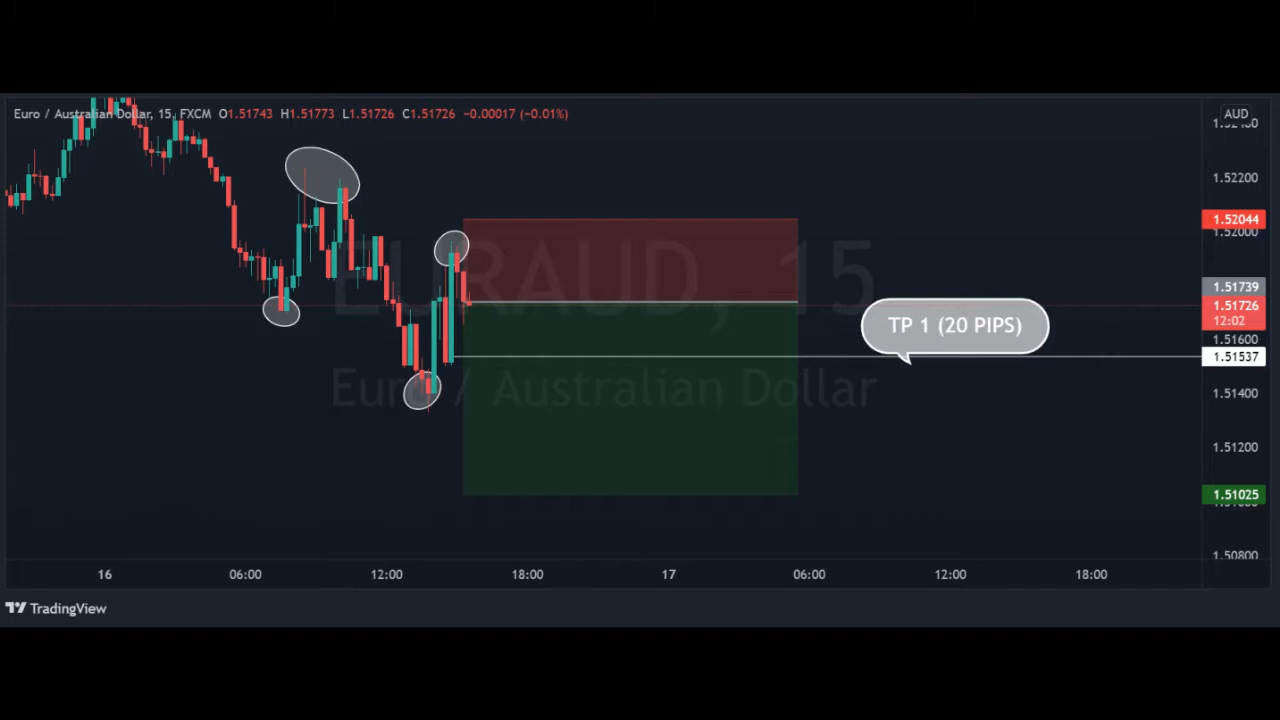 Euro / Australian Dollar, 15, FXCM O1.51743 H1.51773 L1.51726 C1.51726 −0.00017 (−0.01%)
AUD
1.52200
1.52044
1.52000
EURAUD, 15
1.51739
1.51726
12:02
TP 1 (20 PIPS)
1.51600
1.51537
Euro / Australian Dollar
1.51400
1.51200
1.51025
1.50800
16 06:00 12:00 18:00 17 06:00 12:00 18:00
TradingView